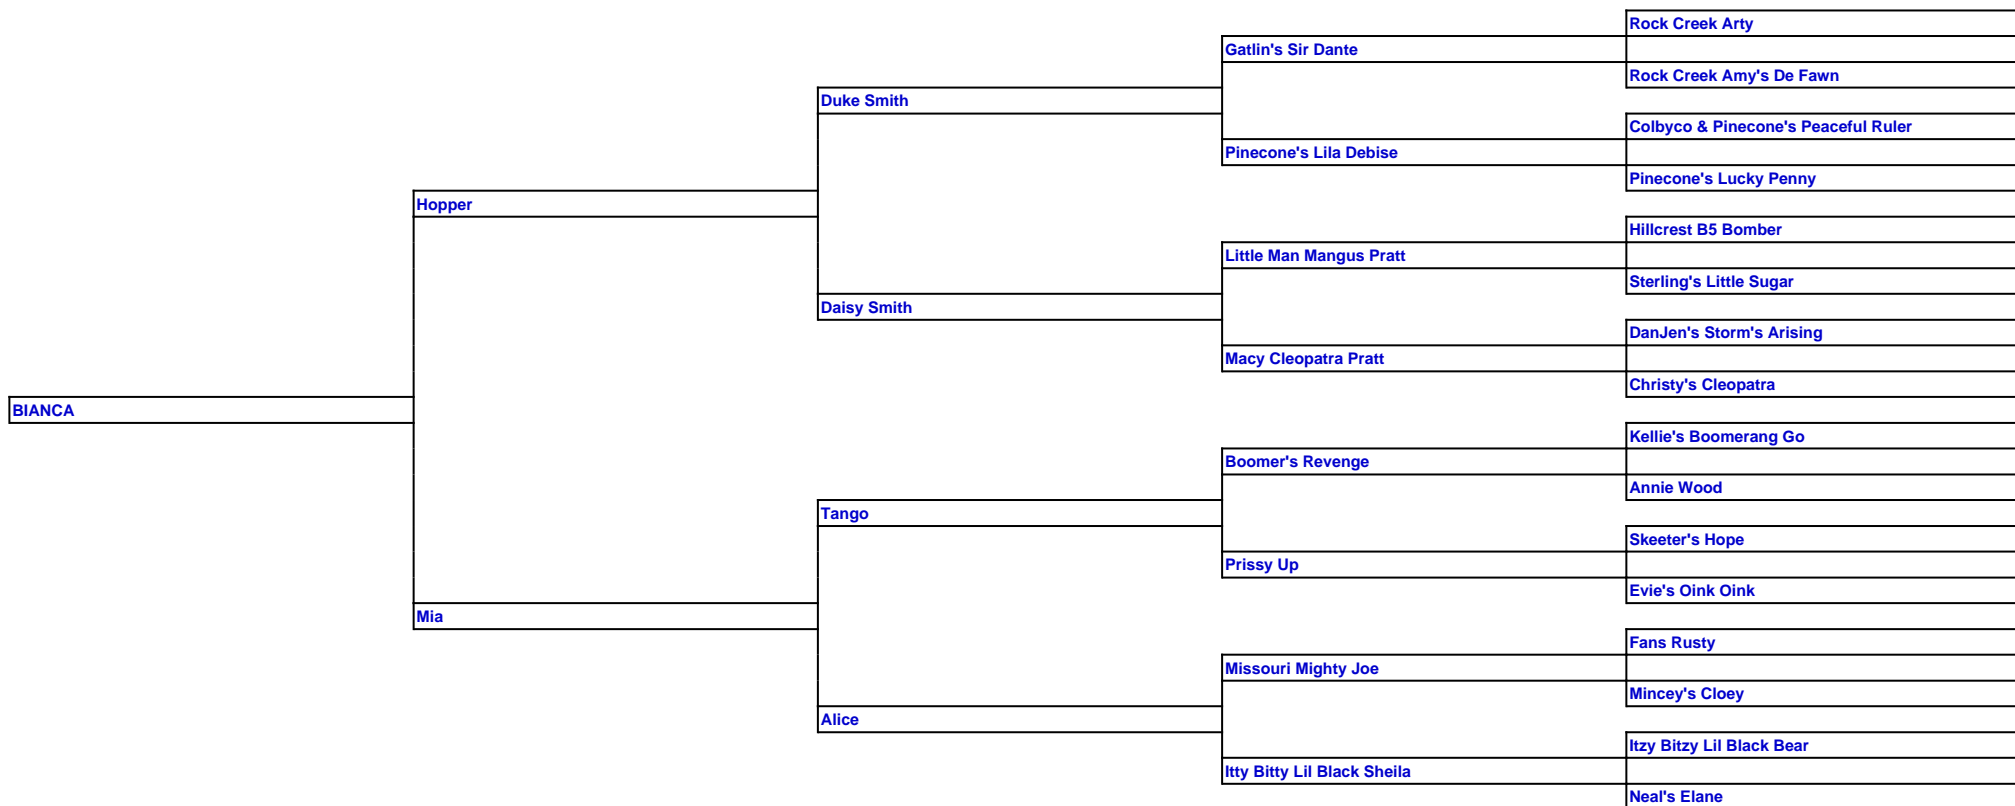 Rock Creek Arty
Gatlin's Sir Dante
Rock Creek Amy's De Fawn
Duke Smith
Colbyco & Pinecone's Peaceful Ruler
Pinecone's Lila Debise
Pinecone's Lucky Penny
Hopper
Hillcrest B5 Bomber
Little Man Mangus Pratt
Sterling's Little Sugar
Daisy Smith
DanJen's Storm's Arising
Macy Cleopatra Pratt
Christy's Cleopatra
BIANCA
Kellie's Boomerang Go
Boomer's Revenge
Annie Wood
Tango
Skeeter's Hope
Prissy Up
Evie's Oink Oink
Mia
Fans Rusty
Missouri Mighty Joe
Mincey's Cloey
Alice
Itzy Bitzy Lil Black Bear
Itty Bitty Lil Black Sheila
Neal's Elane